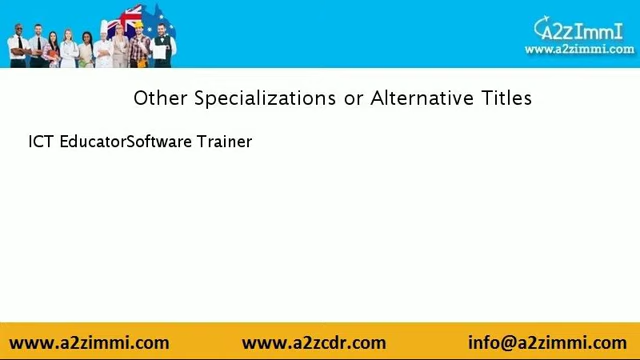 A2ZImmI
www.a2zimmi.com
Other Specializations or Alternative Titles
ICT EducatorSoftware Trainer
www.a2zimmi.com
www.a2zcdr.com
info@a2zimmi.com